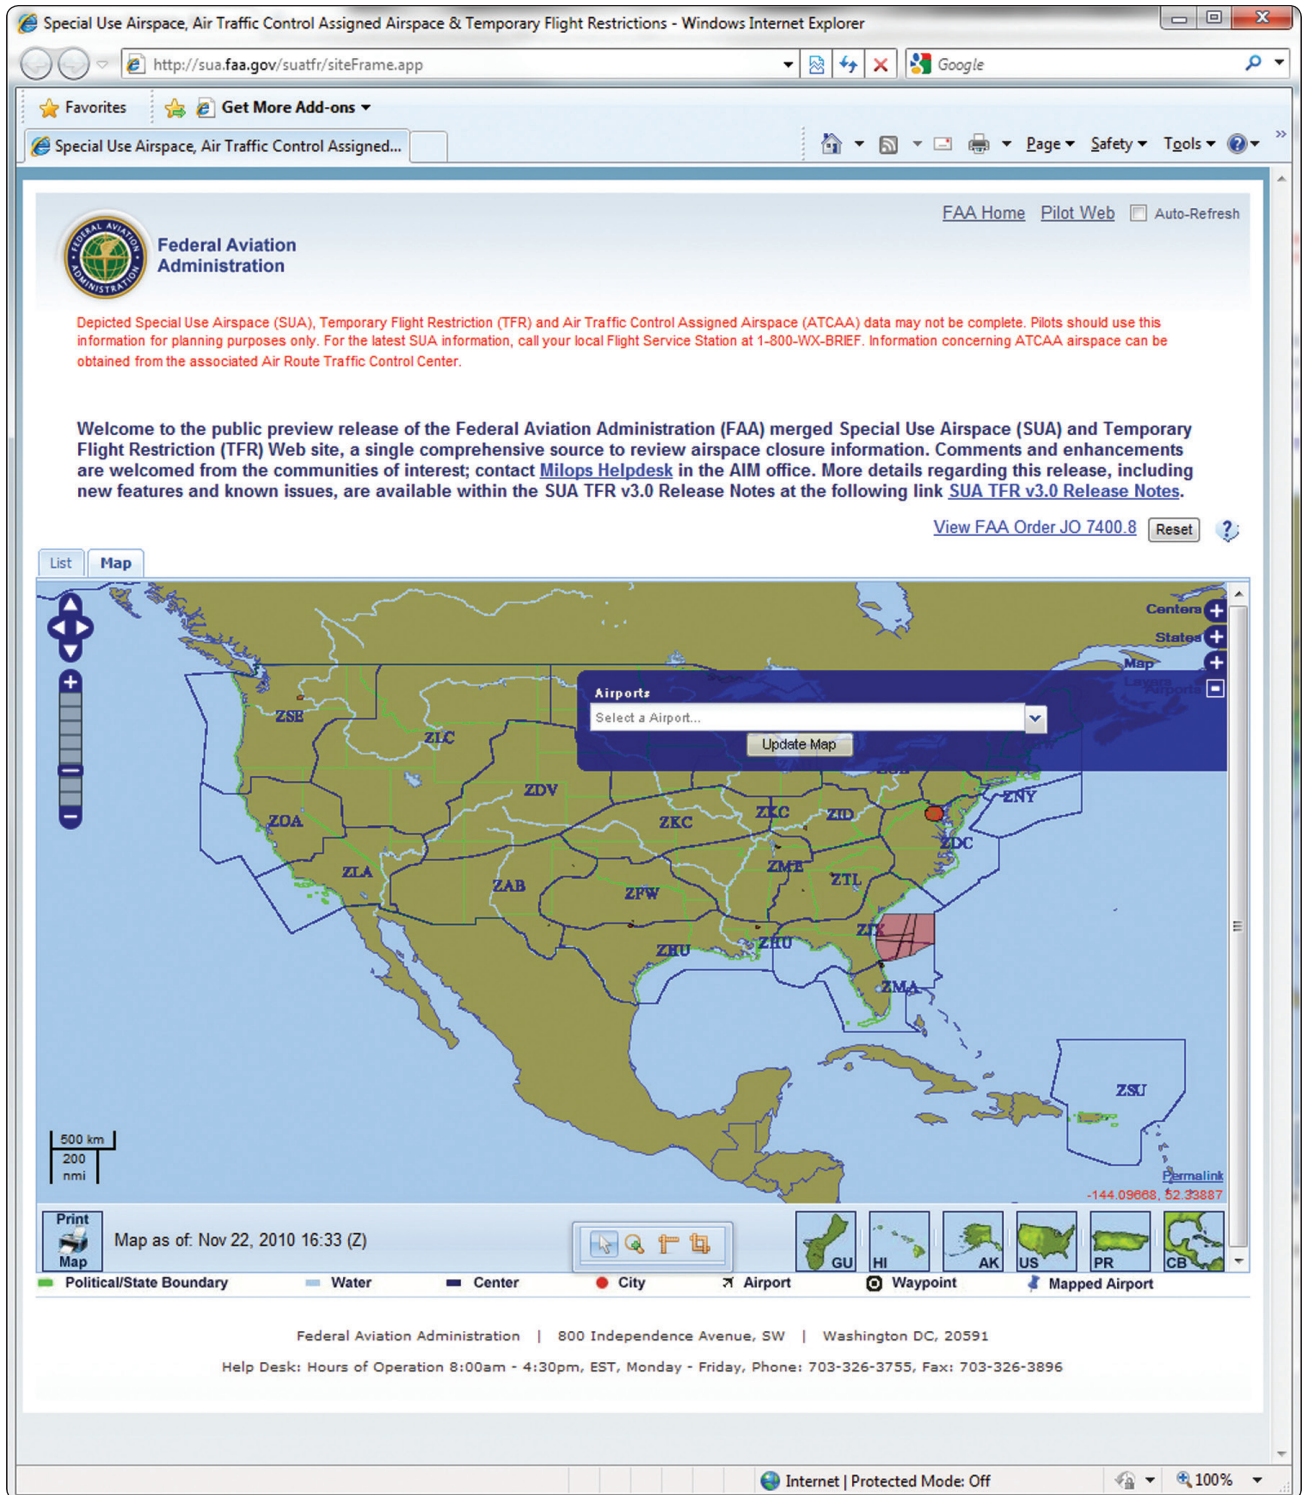 Special Use Airspace, Air Traffic Control Assigned Airspace & Temporary Flight Restrictions - Windows Internet Explorer
http://sua.faa.gov/suatfr/siteFrame.app
Google
Favorites
Get More Add-ons
Special Use Airspace, Air Traffic Control Assigned...
Page
Safety
Tools
FAA Home
Pilot Web
Auto-Refresh
FEDERAL AVIATION ADMINISTRATION
Federal Aviation
Administration
Depicted Special Use Airspace (SUA), Temporary Flight Restriction (TFR) and Air Traffic Control Assigned Airspace (ATCAA) data may not be complete. Pilots should use this
information for planning purposes only. For the latest SUA information, call your local Flight Service Station at 1-800-WX-BRIEF. Information concerning ATCAA airspace can be
obtained from the associated Air Route Traffic Control Center.
Welcome to the public preview release of the Federal Aviation Administration (FAA) merged Special Use Airspace (SUA) and Temporary
Flight Restriction (TFR) Web site, a single comprehensive source to review airspace closure information. Comments and enhancements
are welcomed from the communities of interest; contact Milops Helpdesk in the AIM office. More details regarding this release, including
new features and known issues, are available within the SUA TFR v3.0 Release Notes at the following link SUA TFR v3.0 Release Notes.
View FAA Order JO 7400.8
Reset
List
Map
Centers
States
Map
Layers
Airports
Airports
Select a Airport...
Update Map
ZSE
ZLC
ZDV
ZNY
ZOA
ZKC
ZKC
ZID
ZDC
ZLA
ZAB
ZFW
ZME
ZTL
ZHU
ZHU
ZJX
ZMA
ZSU
500 km
200
nmi
Permalink
-144.09668, 52.33887
Print
Map
Map as of: Nov 22, 2010 16:33 (Z)
GU
HI
AK
US
PR
CB
Political/State Boundary
Water
Center
City
Airport
Waypoint
Mapped Airport
Federal Aviation Administration | 800 Independence Avenue, SW | Washington DC, 20591
Help Desk: Hours of Operation 8:00am - 4:30pm, EST, Monday - Friday, Phone: 703-326-3755, Fax: 703-326-3896
Internet | Protected Mode: Off
100%